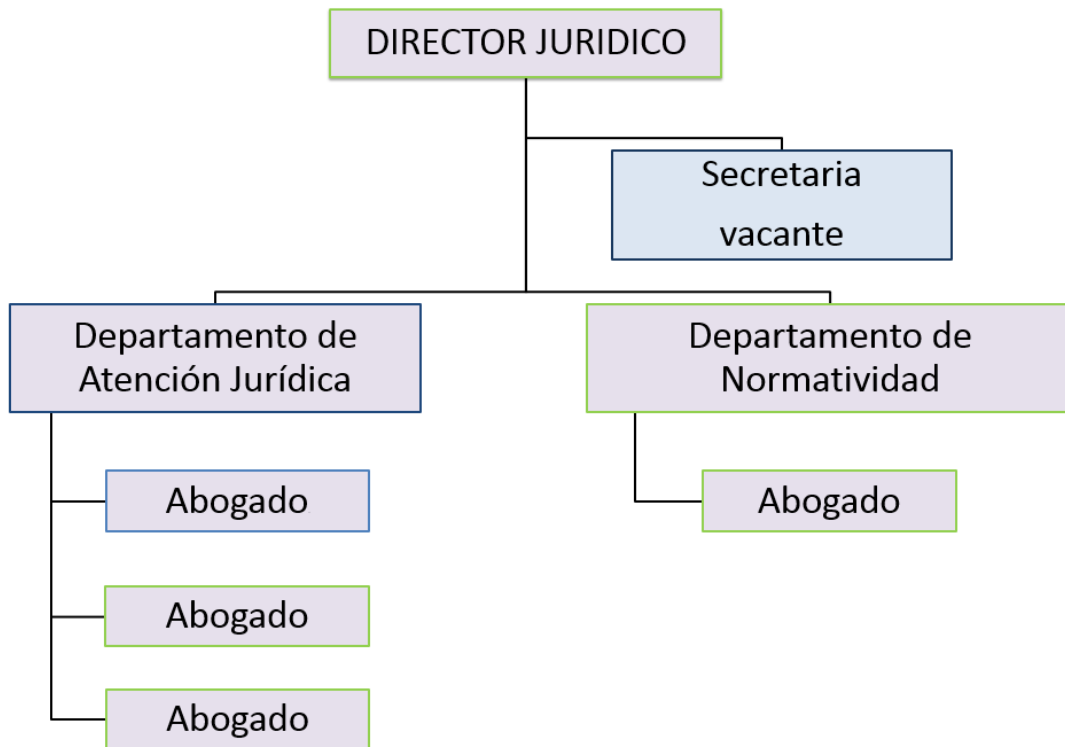 DIRECTOR JURIDICO
Secretaria
vacante
Departamento de
Atención Jurídica
Departamento de
Normatividad
Abogado
Abogado
Abogado
Abogado